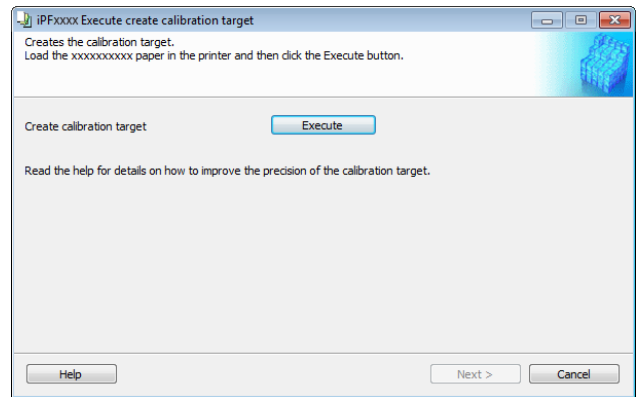 iPFxxxx Execute create calibration target
Creates the calibration target.
Load the xxxxxxxxxx paper in the printer and then click the Execute button.
Create calibration target Execute
Read the help for details on how to improve the precision of the calibration target.
Help Next > Cancel